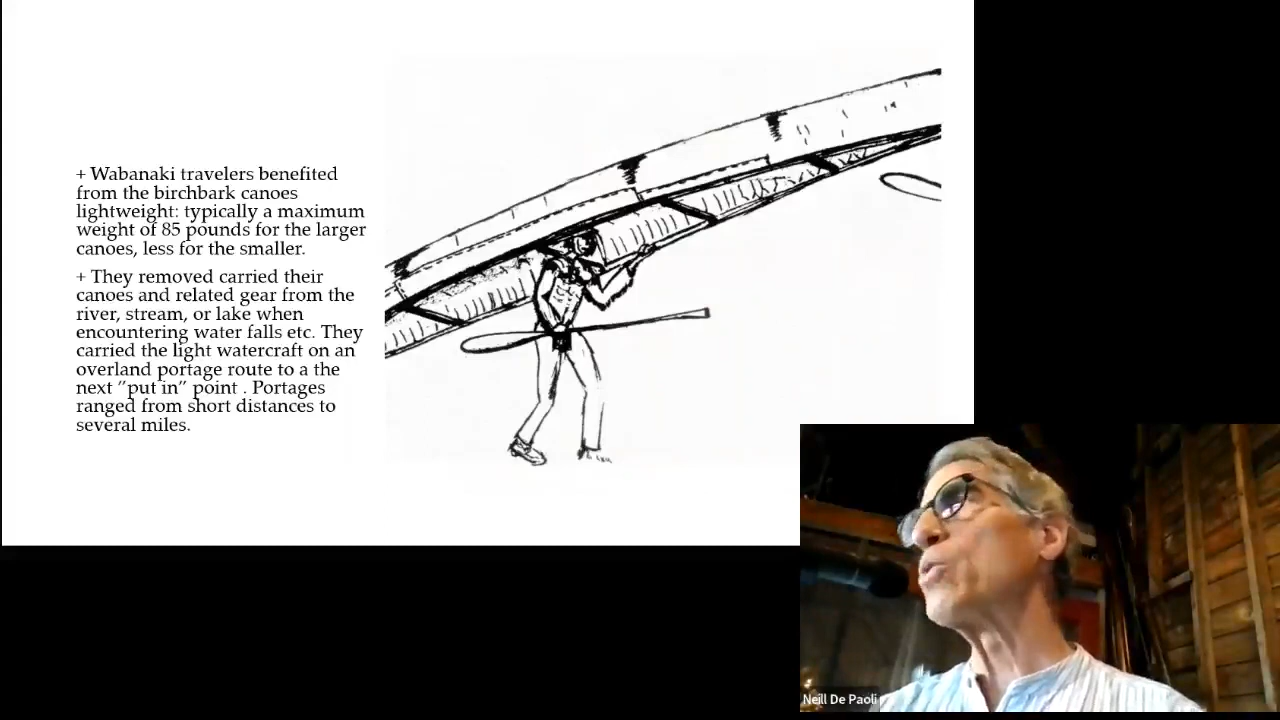 + Wabanaki travelers benefited
from the birchbark canoes
lightweight: typically a maximum
weight of 85 pounds for the larger
canoes, less for the smaller.
+ They removed carried their
canoes and related gear from the
river, stream, or lake when
encountering water falls etc. They
carried the light watercraft on an
overland portage route to a the
next ”put in” point . Portages
ranged from short distances to
several miles.
Neill De Paoli